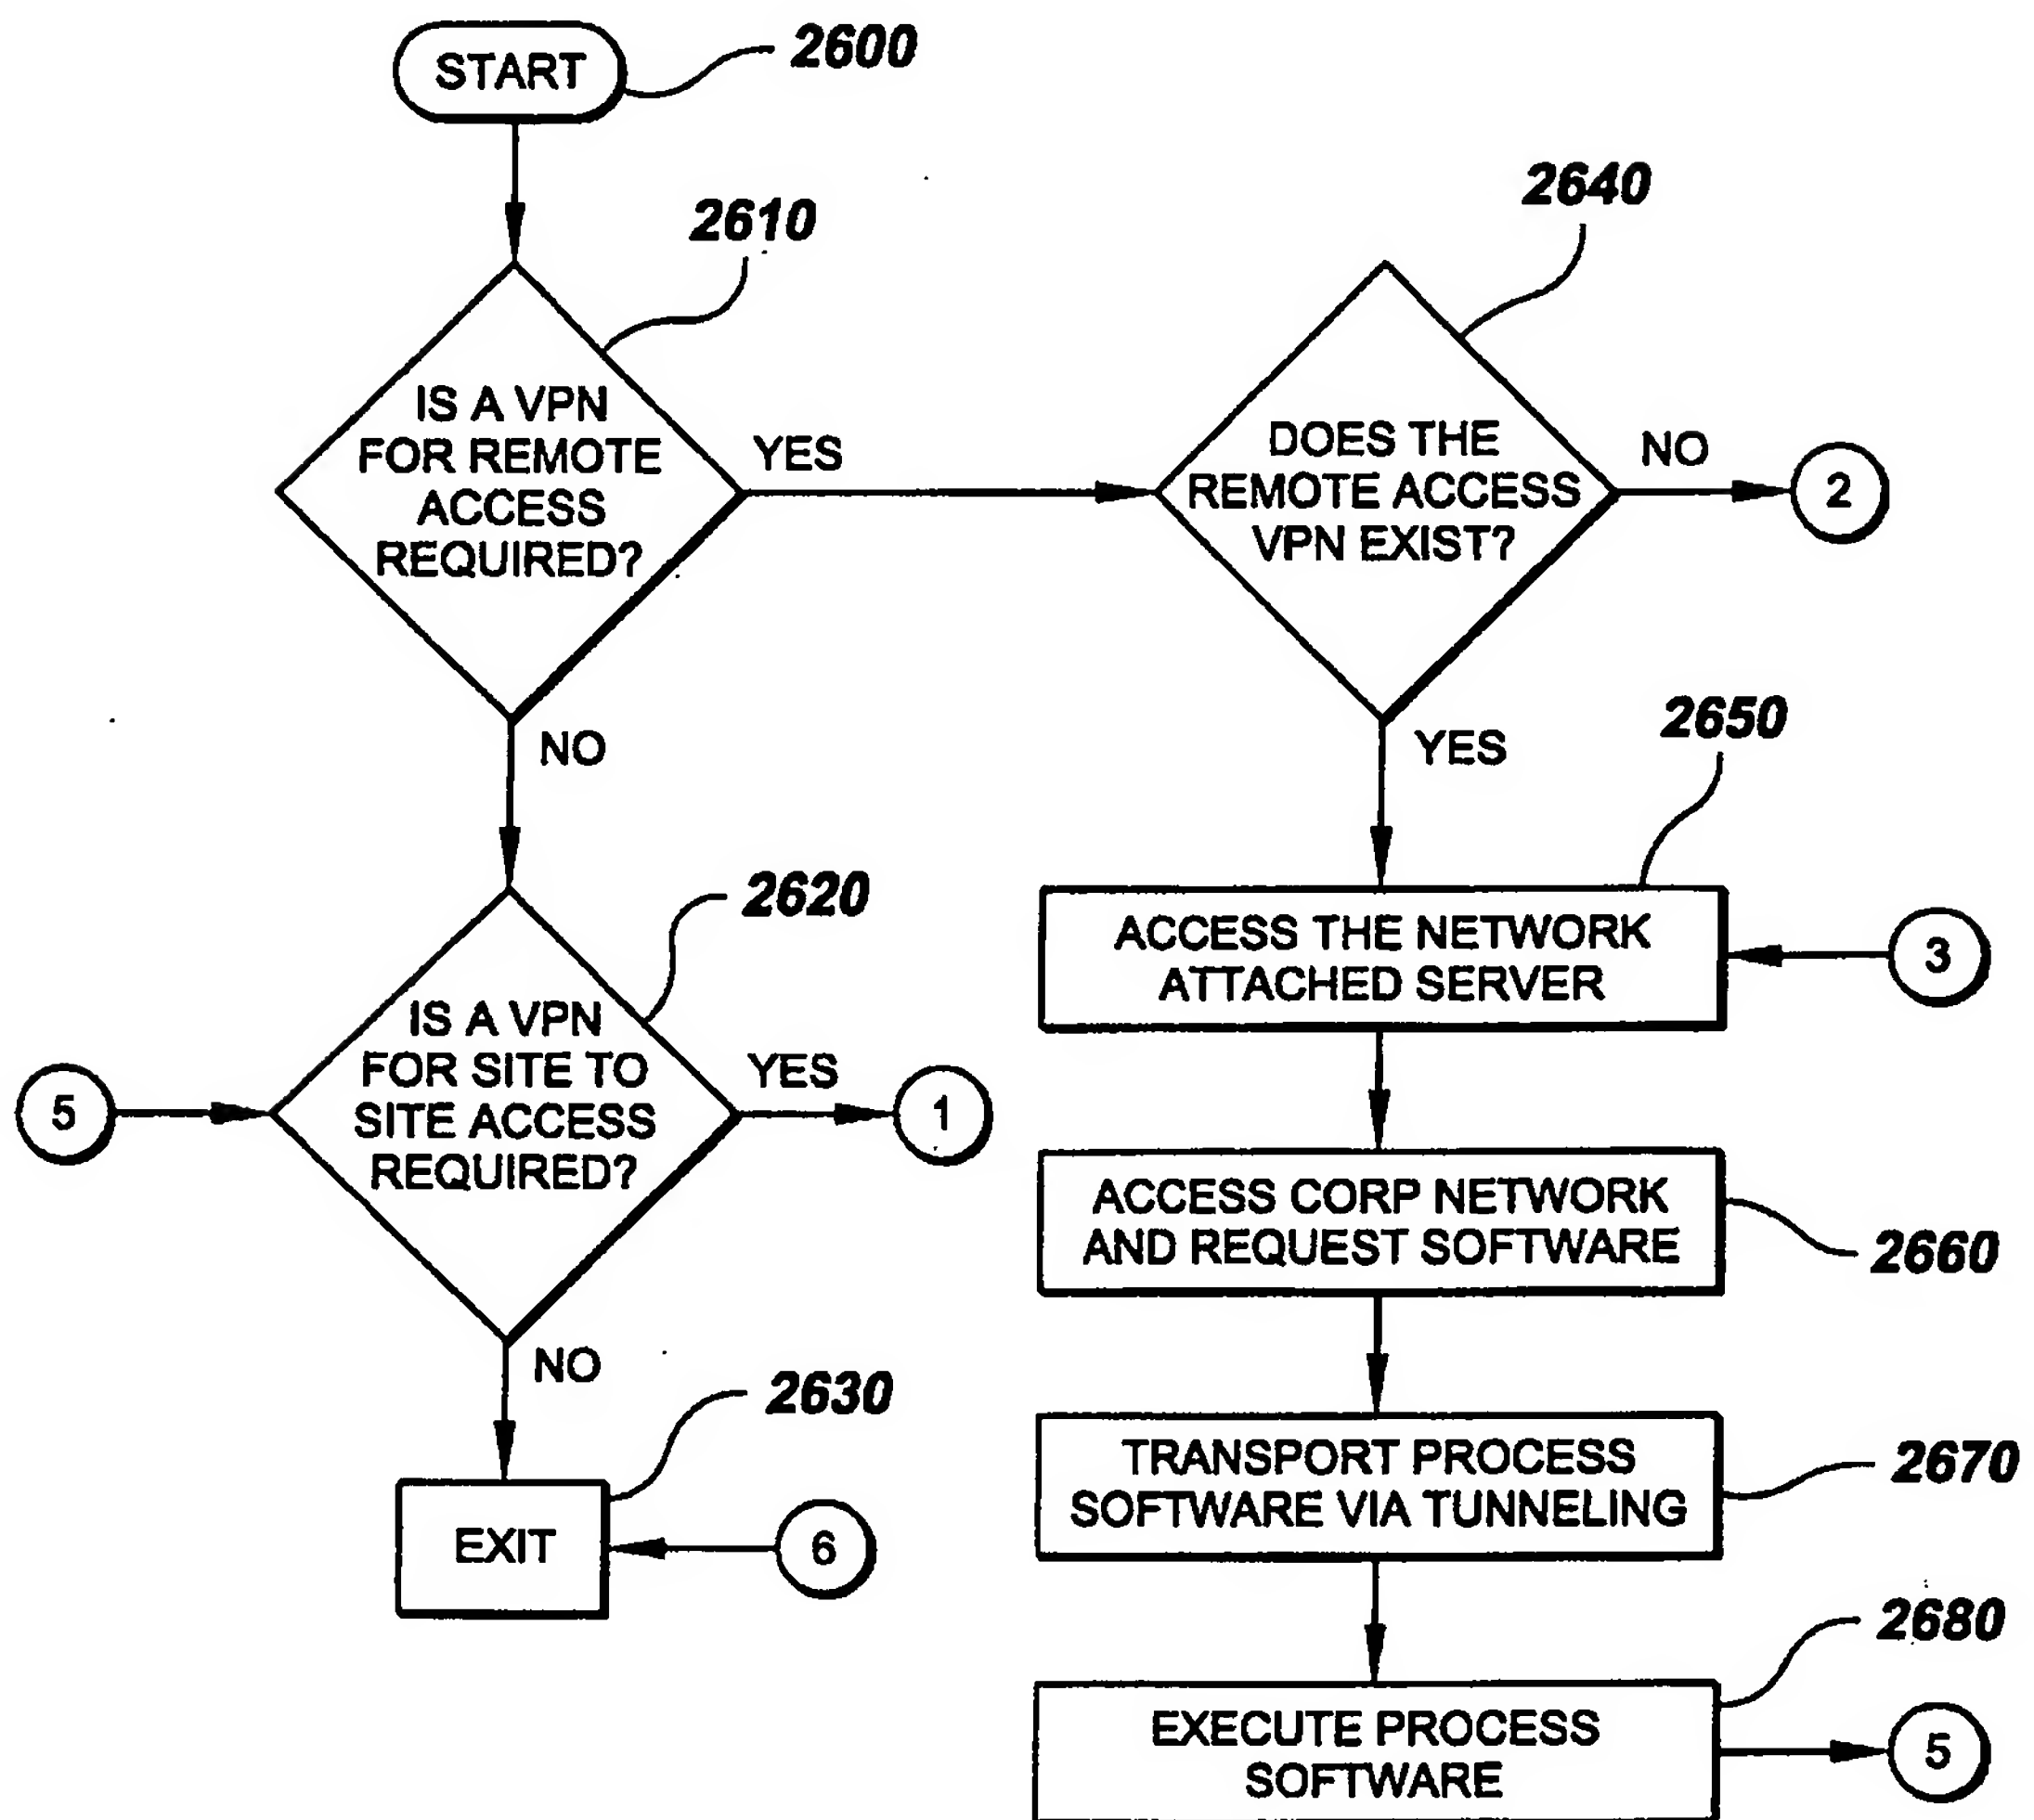 START
2600
2610
IS A VPN
FOR REMOTE
ACCESS
REQUIRED?
YES
NO
2640
DOES THE
REMOTE ACCESS
VPN EXIST?
NO
2
YES
2650
ACCESS THE NETWORK
ATTACHED SERVER
3
2620
IS A VPN
FOR SITE TO
SITE ACCESS
REQUIRED?
5
YES
1
NO
2630
EXIT
6
ACCESS CORP NETWORK
AND REQUEST SOFTWARE
2660
TRANSPORT PROCESS
SOFTWARE VIA TUNNELING
2670
2680
EXECUTE PROCESS
SOFTWARE
5